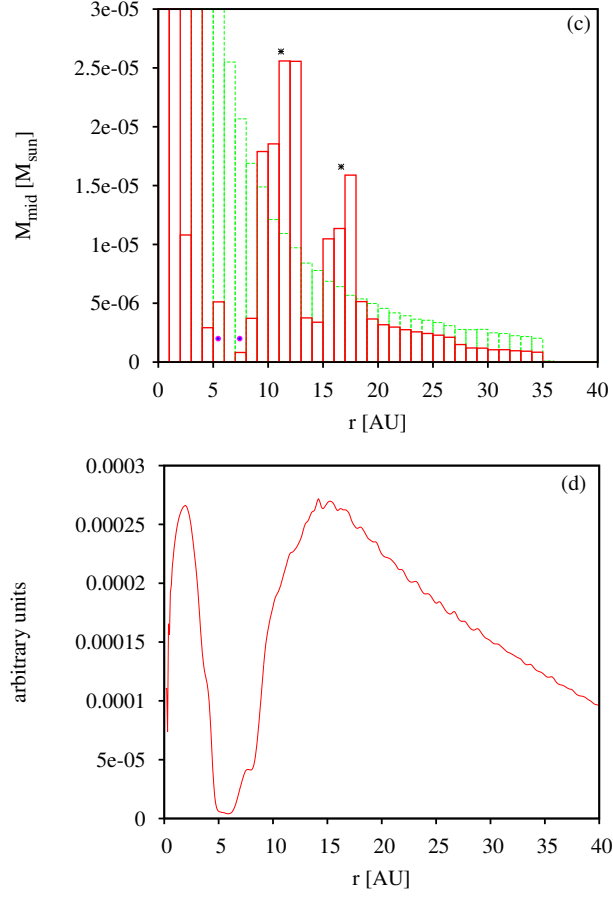 3e-05
(c)
2.5e-05
2e-05
1.5e-05
1e-05
5e-06
0
M_mid [M_sun]
0 5 10 15 20 25 30 35 40
r [AU]
0.0003
(d)
0.00025
0.0002
0.00015
0.0001
5e-05
0
arbitrary units
0 5 10 15 20 25 30 35 40
r [AU]